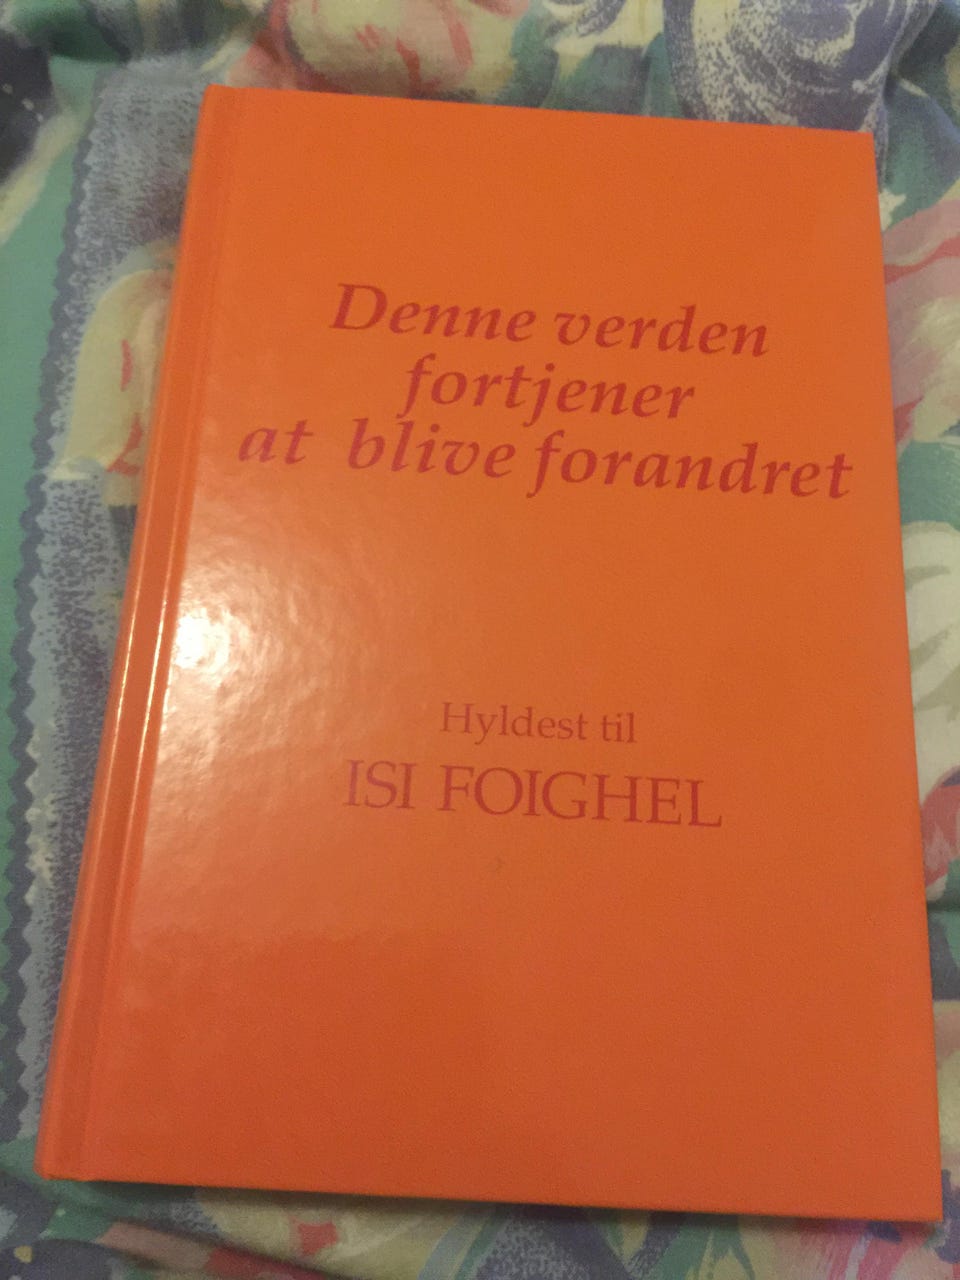 Denne verden
fortjener
at blive forandret
Hyldest til
ISI FOIGHEL